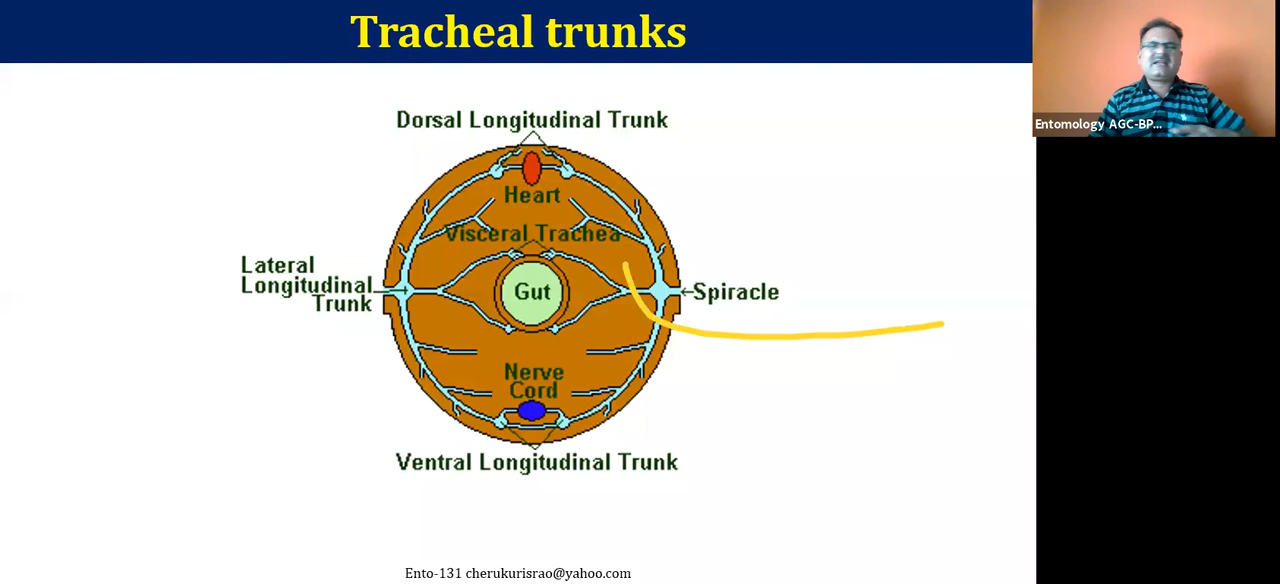 Tracheal trunks
Entomology AGC-BP...
Dorsal Longitudinal Trunk
Heart
Visceral Trachea
Lateral
Longitudinal
Trunk
Gut
Spiracle
Nerve
Cord
Ventral Longitudinal Trunk
Ento-131 cherukurisrao@yahoo.com